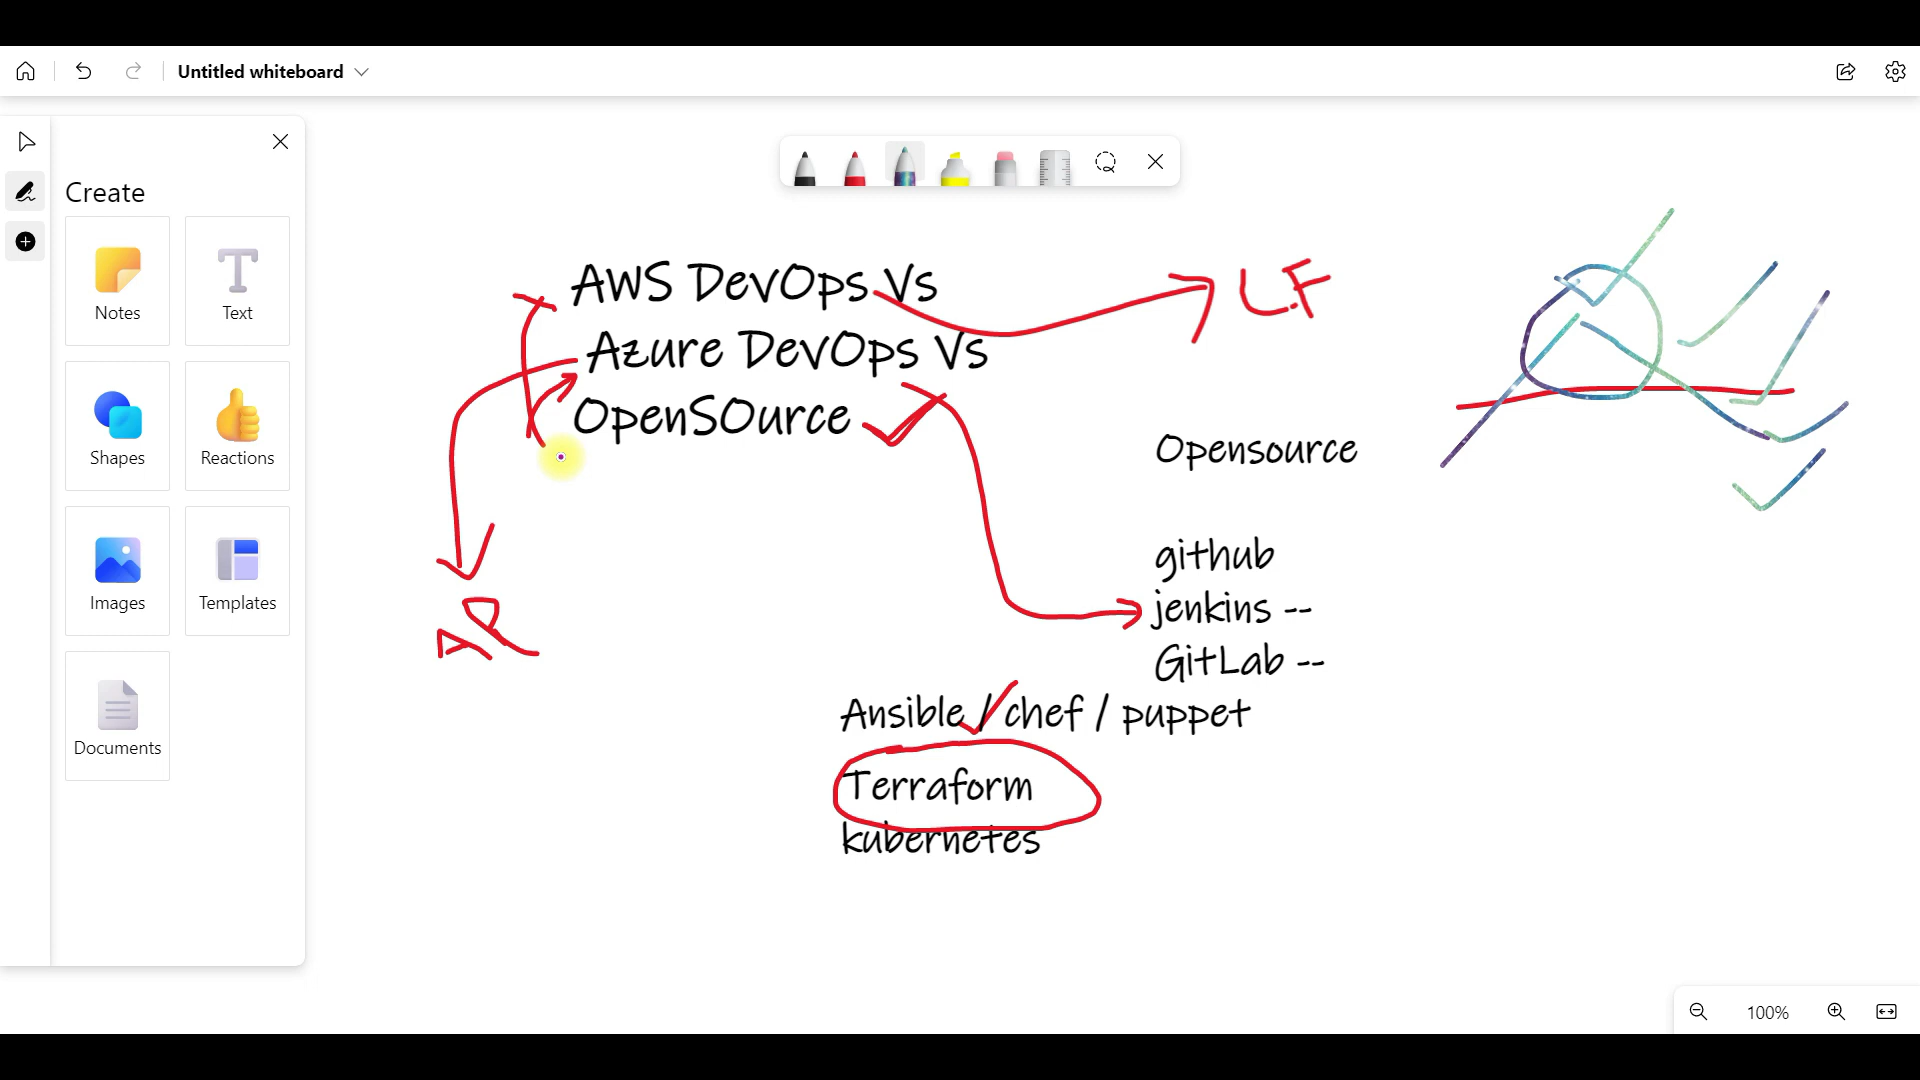 Untitled whiteboard
Create
Notes
Text
Shapes
Reactions
Images
Templates
Documents
AWS DevOps Vs
Azure DevOps Vs
OpenSOurce
L.F
Opensource
github
jenkins --
GitLab --
Ansible / chef / puppet
Terraform
kubernetes
100%